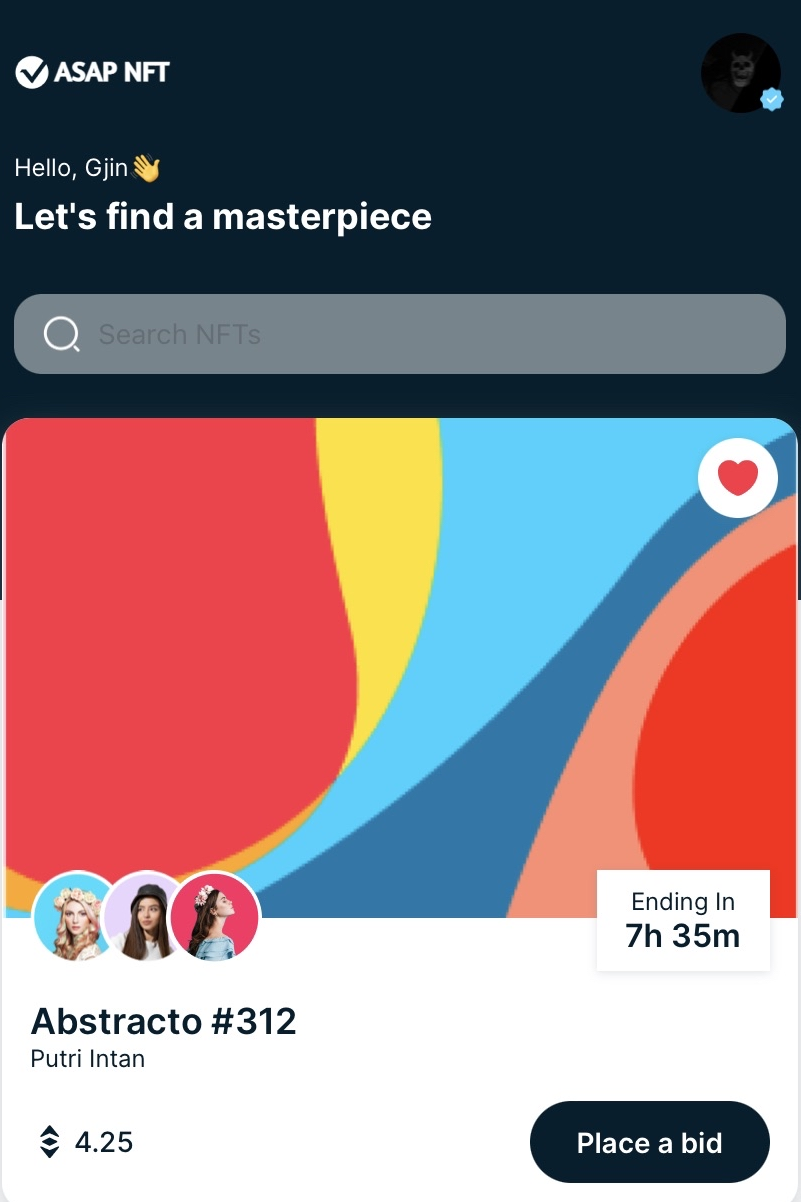 ASAP NFT
Hello, Gjin👋
Let's find a masterpiece
Search NFTs
Ending In
7h 35m
Abstracto #312
Putri Intan
4.25
Place a bid